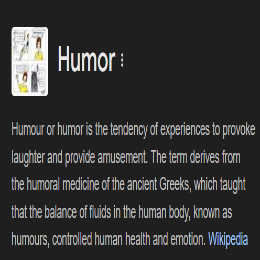 Humor
Humour or humor is the tendency of experiences to provoke
laughter and provide amusement. The term derives from
the humoral medicine of the ancient Greeks, which taught
that the balance of fluids in the human body, known as
humours, controlled human health and emotion. Wikipedia